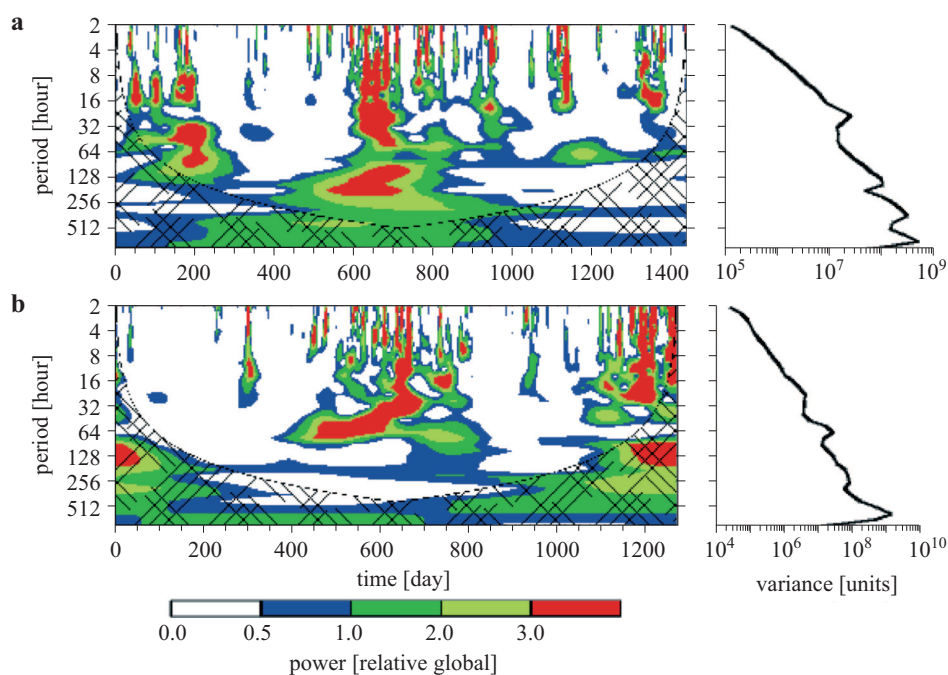 a
2
4
8
16
32
64
128
256
512
period [hour]
0 200 400 600 800 1000 1200 1400
10^5 10^7 10^9
b
2
4
8
16
32
64
128
256
512
period [hour]
0 200 400 600 800 1000 1200
10^4 10^6 10^8 10^10
time [day]
variance [units]
0.0 0.5 1.0 2.0 3.0
power [relative global]